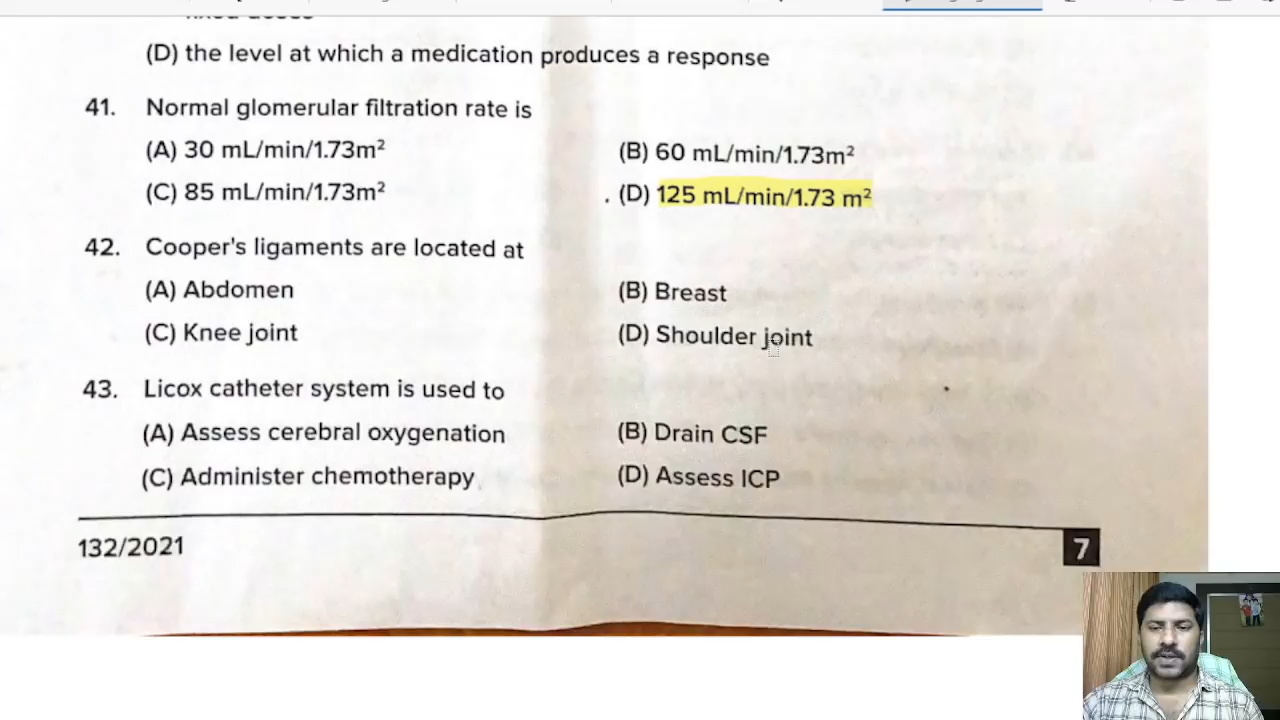 (D) the level at which a medication produces a response
41. Normal glomerular filtration rate is
(A) 30 mL/min/1.73m² (B) 60 mL/min/1.73m²
(C) 85 mL/min/1.73m² . (D) 125 mL/min/1.73 m²
42. Cooper's ligaments are located at
(A) Abdomen (B) Breast
(C) Knee joint (D) Shoulder joint
43. Licox catheter system is used to
(A) Assess cerebral oxygenation (B) Drain CSF
(C) Administer chemotherapy (D) Assess ICP
132/2021 7